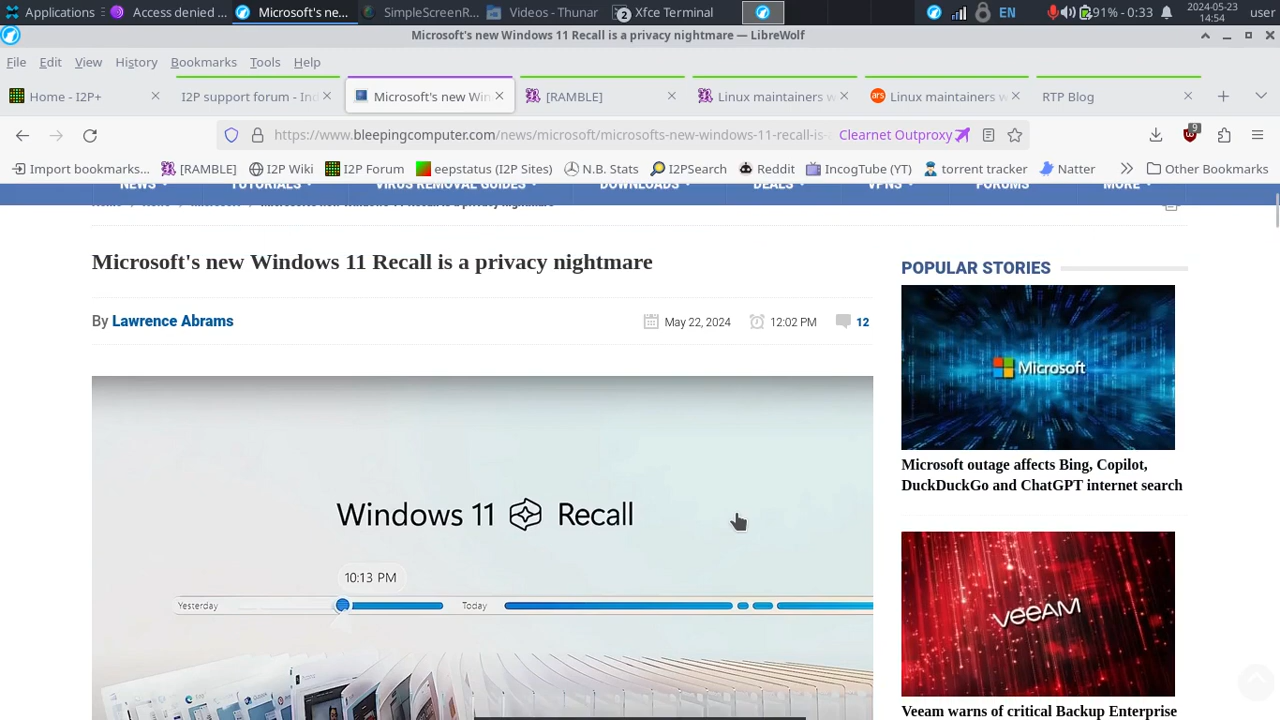 Applications
Access denied ...
Microsoft's ne...
SimpleScreenR...
Videos - Thunar
2 Xfce Terminal
EN
91% - 0:33
2024-05-23
14:54
user
Microsoft's new Windows 11 Recall is a privacy nightmare — LibreWolf
File Edit View History Bookmarks Tools Help
Home - I2P+
I2P support forum - Ind
Microsoft's new Win
[RAMBLE]
Linux maintainers w
ars Linux maintainers w
RTP Blog
https://www.bleepingcomputer.com/news/microsoft/microsofts-new-windows-11-recall-is-
Clearnet Outproxy
9
Import bookmarks...
[RAMBLE]
I2P Wiki
I2P Forum
eepstatus (I2P Sites)
N.B. Stats
I2PSearch
Reddit
IncogTube (YT)
torrent tracker
Natter
Other Bookmarks
NEWS TUTORIALS VIRUS REMOVAL GUIDES DOWNLOADS DEALS VPNS FORUMS MORE
Microsoft's new Windows 11 Recall is a privacy nightmare
By Lawrence Abrams
May 22, 2024
12:02 PM
12
Windows 11 Recall
10:13 PM
Yesterday
Today
POPULAR STORIES
Microsoft
Microsoft outage affects Bing, Copilot,
DuckDuckGo and ChatGPT internet search
veeAM
Veeam warns of critical Backup Enterprise